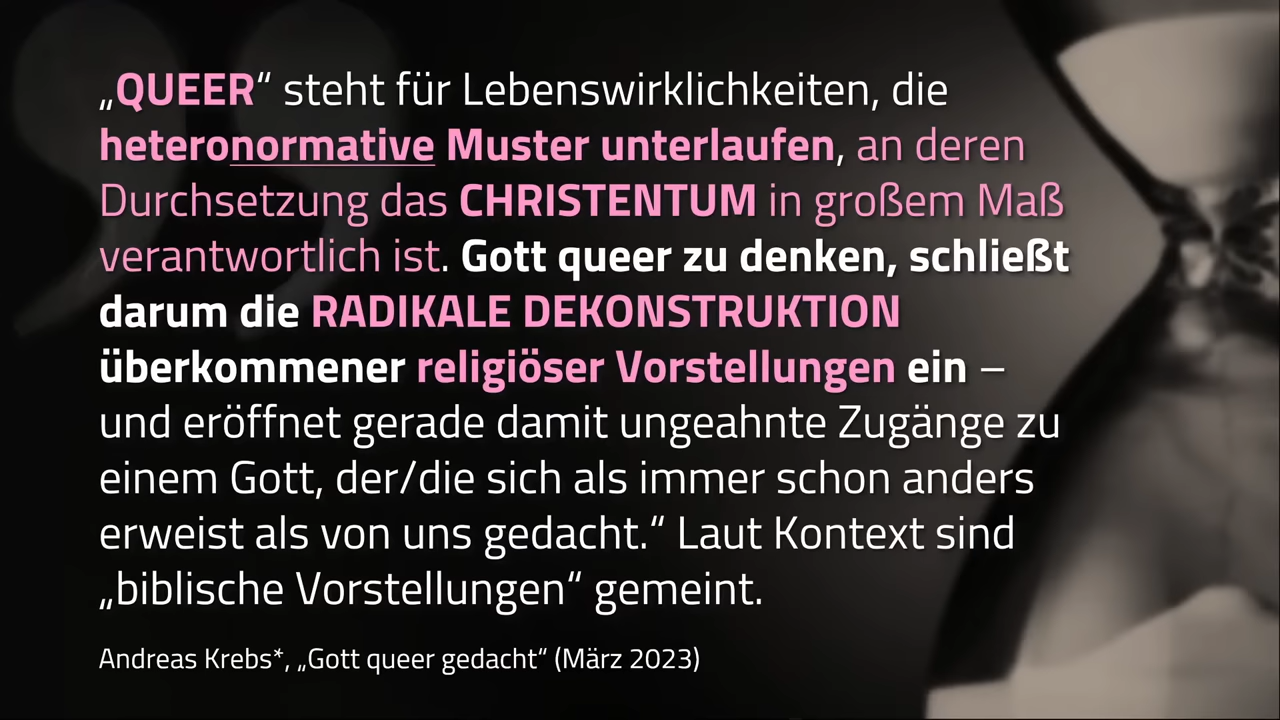 „QUEER“ steht für Lebenswirklichkeiten, die
heteronormative Muster unterlaufen, an deren
Durchsetzung das CHRISTENTUM in großem Maß
verantwortlich ist. Gott queer zu denken, schließt
darum die RADIKALE DEKONSTRUKTION
überkommener religiöser Vorstellungen ein –
und eröffnet gerade damit ungeahnte Zugänge zu
einem Gott, der/die sich als immer schon anders
erweist als von uns gedacht.“ Laut Kontext sind
„biblische Vorstellungen“ gemeint.
Andreas Krebs*, „Gott queer gedacht“ (März 2023)